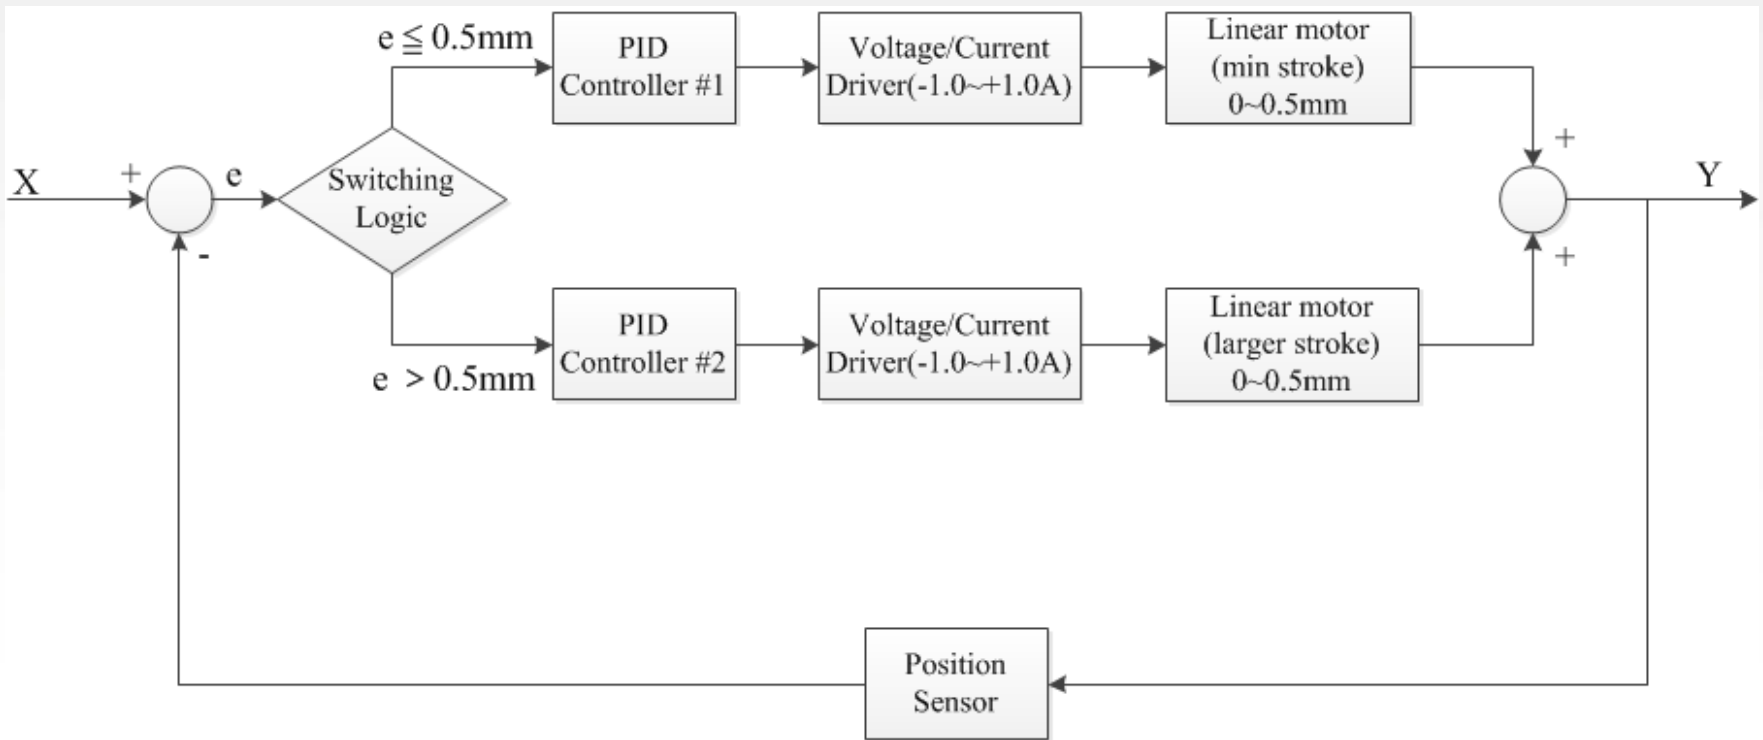 X
+
-
e
Switching
Logic
e ≦ 0.5mm
PID
Controller #1
Voltage/Current
Driver(-1.0~+1.0A)
Linear motor
(min stroke)
0~0.5mm
e > 0.5mm
PID
Controller #2
Voltage/Current
Driver(-1.0~+1.0A)
Linear motor
(larger stroke)
0~0.5mm
+
+
Y
Position
Sensor